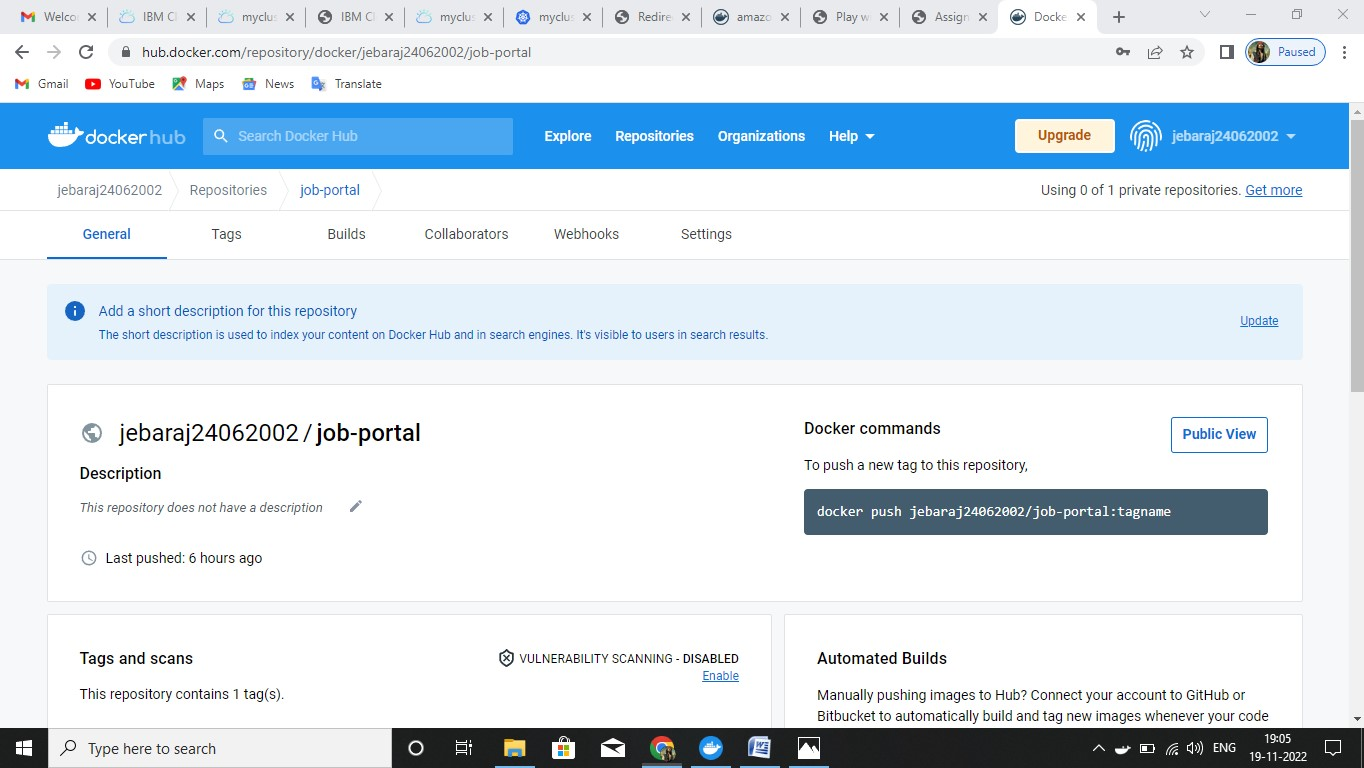 Welco
IBM Cl
myclus
IBM Cl
myclus
myclus
Redire
amazo
Play w
Assign
Docke
hub.docker.com/repository/docker/jebaraj24062002/job-portal
Paused
Gmail
YouTube
Maps
News
Translate
dockerhub
Search Docker Hub
Explore
Repositories
Organizations
Help
Upgrade
jebaraj24062002
jebaraj24062002
Repositories
job-portal
Using 0 of 1 private repositories. Get more
General
Tags
Builds
Collaborators
Webhooks
Settings
Add a short description for this repository
The short description is used to index your content on Docker Hub and in search engines. It's visible to users in search results.
Update
jebaraj24062002 / job-portal
Description
This repository does not have a description
Last pushed: 6 hours ago
Docker commands
Public View
To push a new tag to this repository,
docker push jebaraj24062002/job-portal:tagname
Tags and scans
VULNERABILITY SCANNING - DISABLED
Enable
This repository contains 1 tag(s).
Automated Builds
Manually pushing images to Hub? Connect your account to GitHub or
Bitbucket to automatically build and tag new images whenever your code
Type here to search
ENG
19:05
19-11-2022